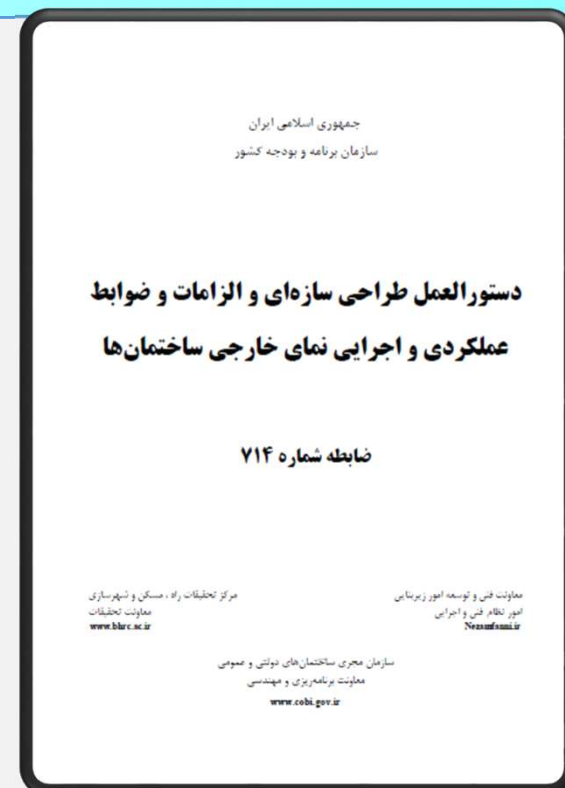 جمهوری اسلامی ایران
سازمان برنامه و بودجه کشور
دستورالعمل طراحی سازه‌ای و الزامات و ضوابط
عملکردی و اجرایی نمای خارجی ساختمان‌ها
ضابطه شماره ۷۱۴
معاونت فنی و توسعه امور زیربنایی
امور نظام فنی و اجرایی
Nezamfanni.ir
مرکز تحقیقات راه ، مسکن و شهرسازی
معاونت تحقیقات
www.bhrc.ac.ir
سازمان مجری ساختمان‌های دولتی و عمومی
معاونت برنامه‌ریزی و مهندسی
www.cobi.gov.ir